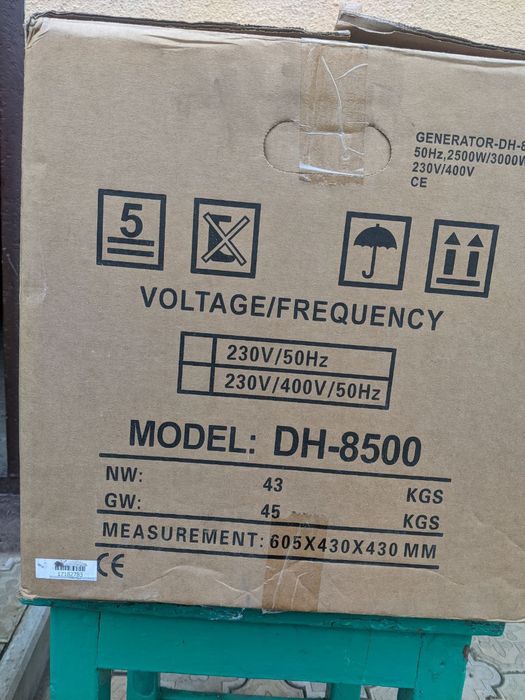 GENERATOR-DH-8
50Hz,2500W/3000W
230V/400V
CE
5
VOLTAGE/FREQUENCY
230V/50Hz
230V/400V/50Hz
MODEL: DH-8500
NW: 43 KGS
GW: 45 KGS
MEASUREMENT: 605X430X430 MM
17182783
CE